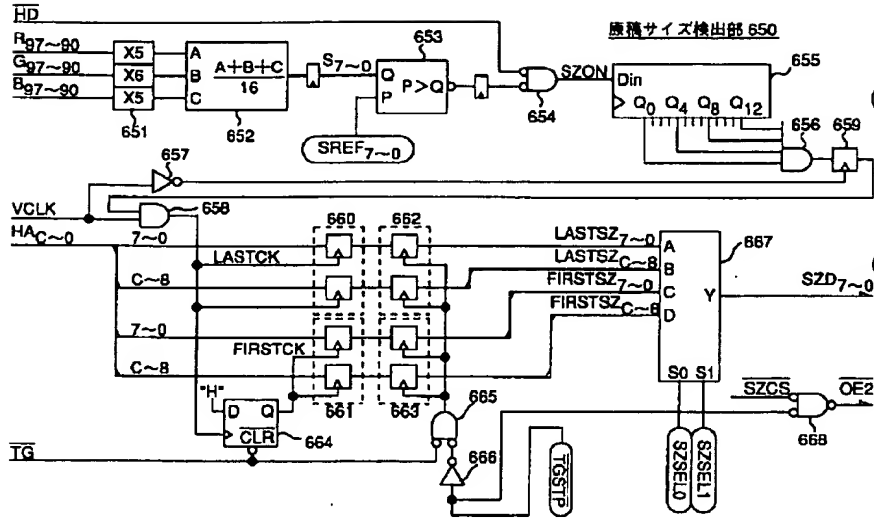 HD
原稿サイズ検出部 650
R97~90
G97~90
B97~90
X5
X6
X5
651
A
B
C
A+B+C
16
652
S7~0
653
Q
P
P>Q
SREF7~0
654
SZON
655
Din
Q0 Q4 Q8 Q12
656
659
657
658
VCLK
HAC~0
7~0
LASTCK
C~8
7~0
FIRSTCK
C~8
660
662
661
663
LASTSZ7~0
LASTSZC~8
FIRSTSZ7~0
FIRSTSZC~8
A
B
C
D
Y
S0 S1
667
SZD7~0
"H"
D Q
CLR
664
TG
665
666
TGSTP
SZSEL0
SZSEL1
SZCS
OE2
668